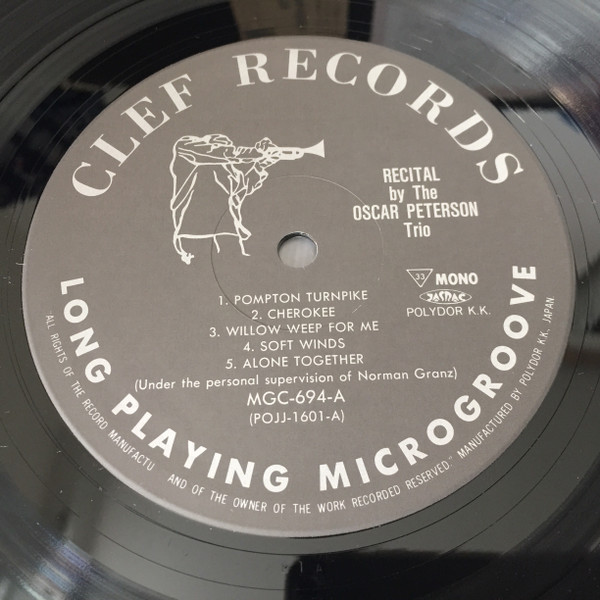 CLEF RECORDS
RECITAL
by The
OSCAR PETERSON
Trio
33 MONO
JASRAC
POLYDOR K.K.
1. POMPTON TURNPIKE
2. CHEROKEE
3. WILLOW WEEP FOR ME
4. SOFT WINDS
5. ALONE TOGETHER
(Under the personal supervision of Norman Granz)
MGC-694-A
(POJJ-1601-A)
LONG PLAYING MICROGROOVE
ALL RIGHTS OF THE RECORD MANUFACTU AND OF THE OWNER OF THE WORK RECORDED RESERVED." MANUFACTURED BY POLYDOR K.K. JAPAN